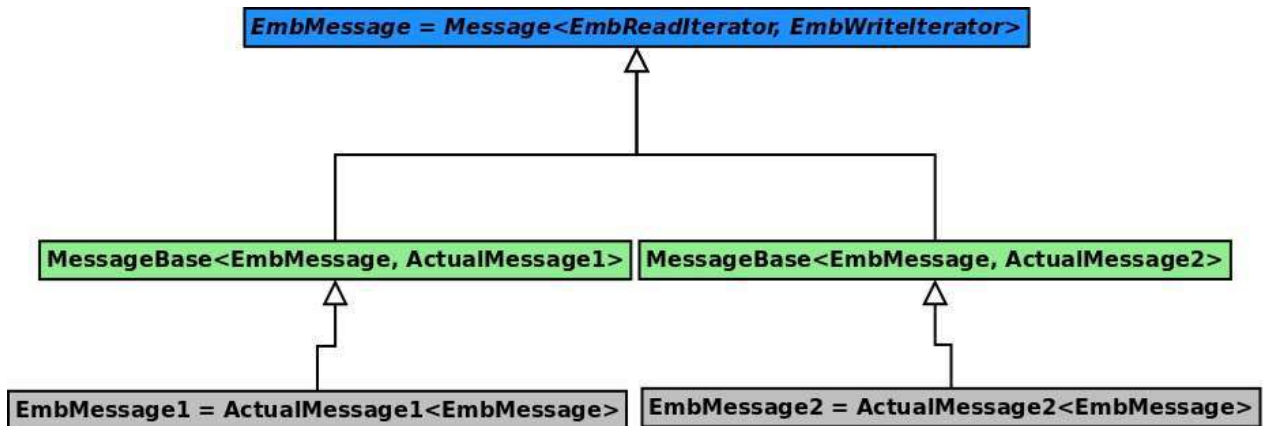 EmbMessage = Message<EmbReadIterator, EmbWriteIterator>
MessageBase<EmbMessage, ActualMessage1>
MessageBase<EmbMessage, ActualMessage2>
EmbMessage1 = ActualMessage1<EmbMessage>
EmbMessage2 = ActualMessage2<EmbMessage>